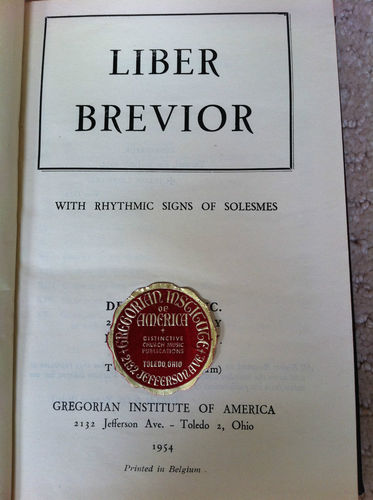 LIBER
BREVIOR
WITH RHYTHMIC SIGNS OF SOLESMES
GREGORIAN INSTITUTE
OF
AMERICA
DISTINCTIVE
CHURCH MUSIC
PUBLICATIONS
TOLEDO, OHIO
2132 JEFFERSON AVE
GREGORIAN INSTITUTE OF AMERICA
2132 Jefferson Ave. - Toledo 2, Ohio
1954
Printed in Belgium